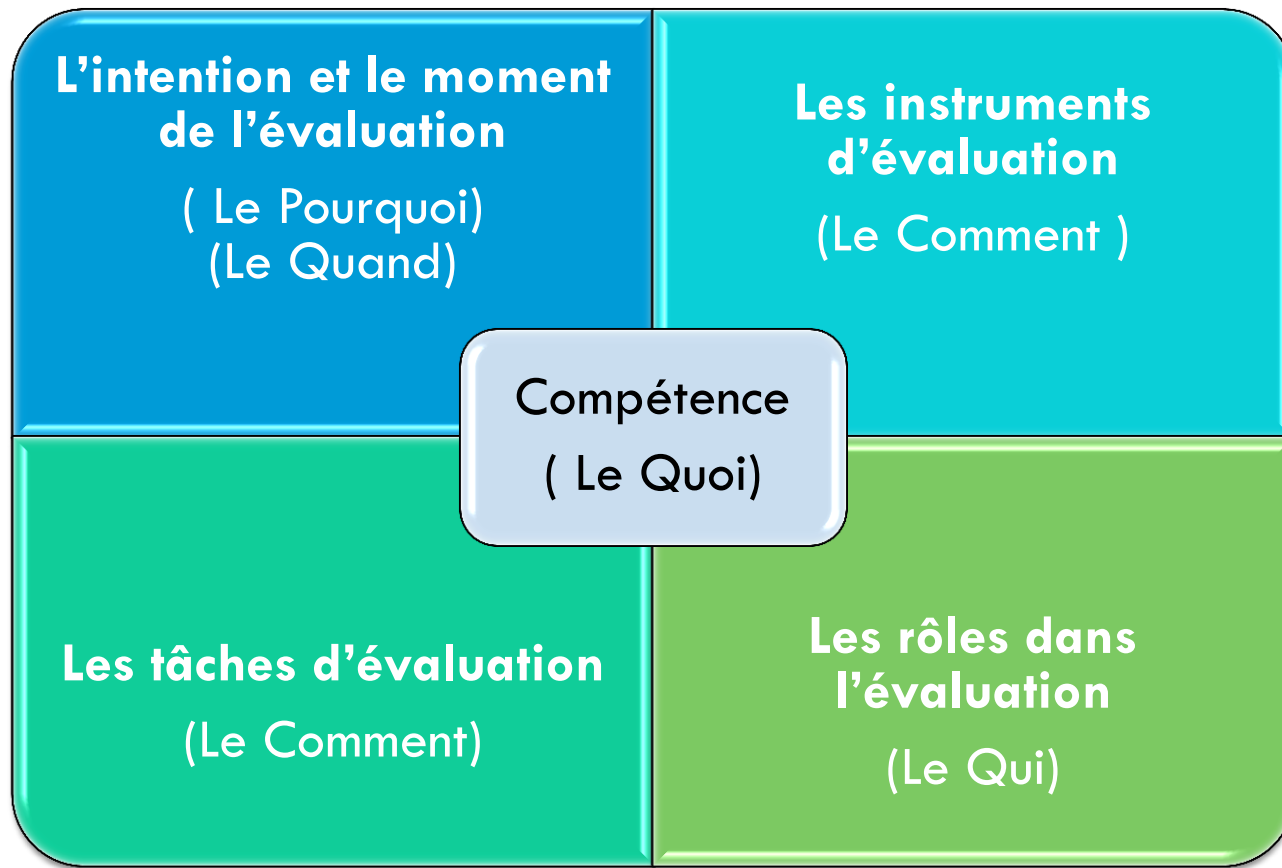 L’intention et le moment
de l’évaluation
( Le Pourquoi)
(Le Quand)
Les instruments
d’évaluation
(Le Comment )
Compétence
( Le Quoi)
Les tâches d’évaluation
(Le Comment)
Les rôles dans
l’évaluation
(Le Qui)